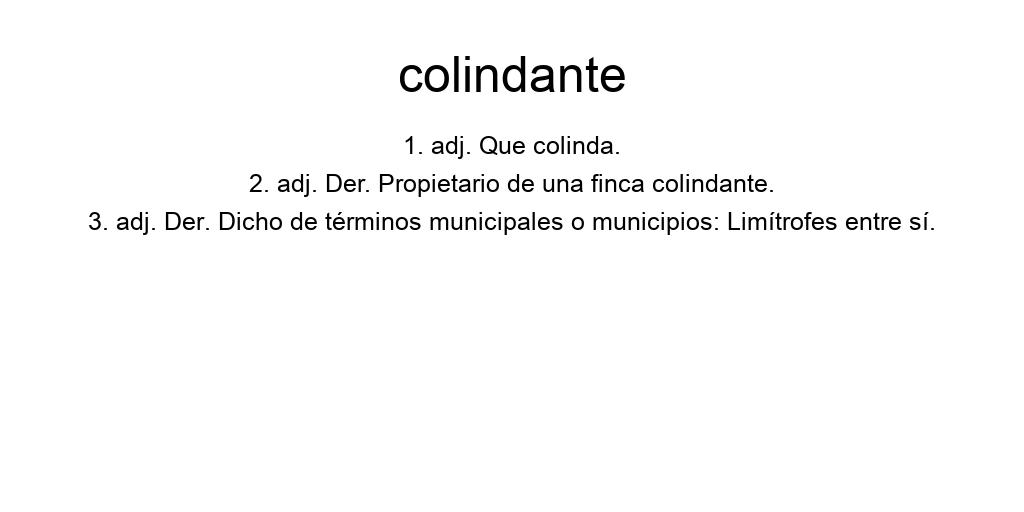 colindante
1. adj. Que colinda.
2. adj. Der. Propietario de una finca colindante.
3. adj. Der. Dicho de términos municipales o municipios: Limítrofes entre sí.